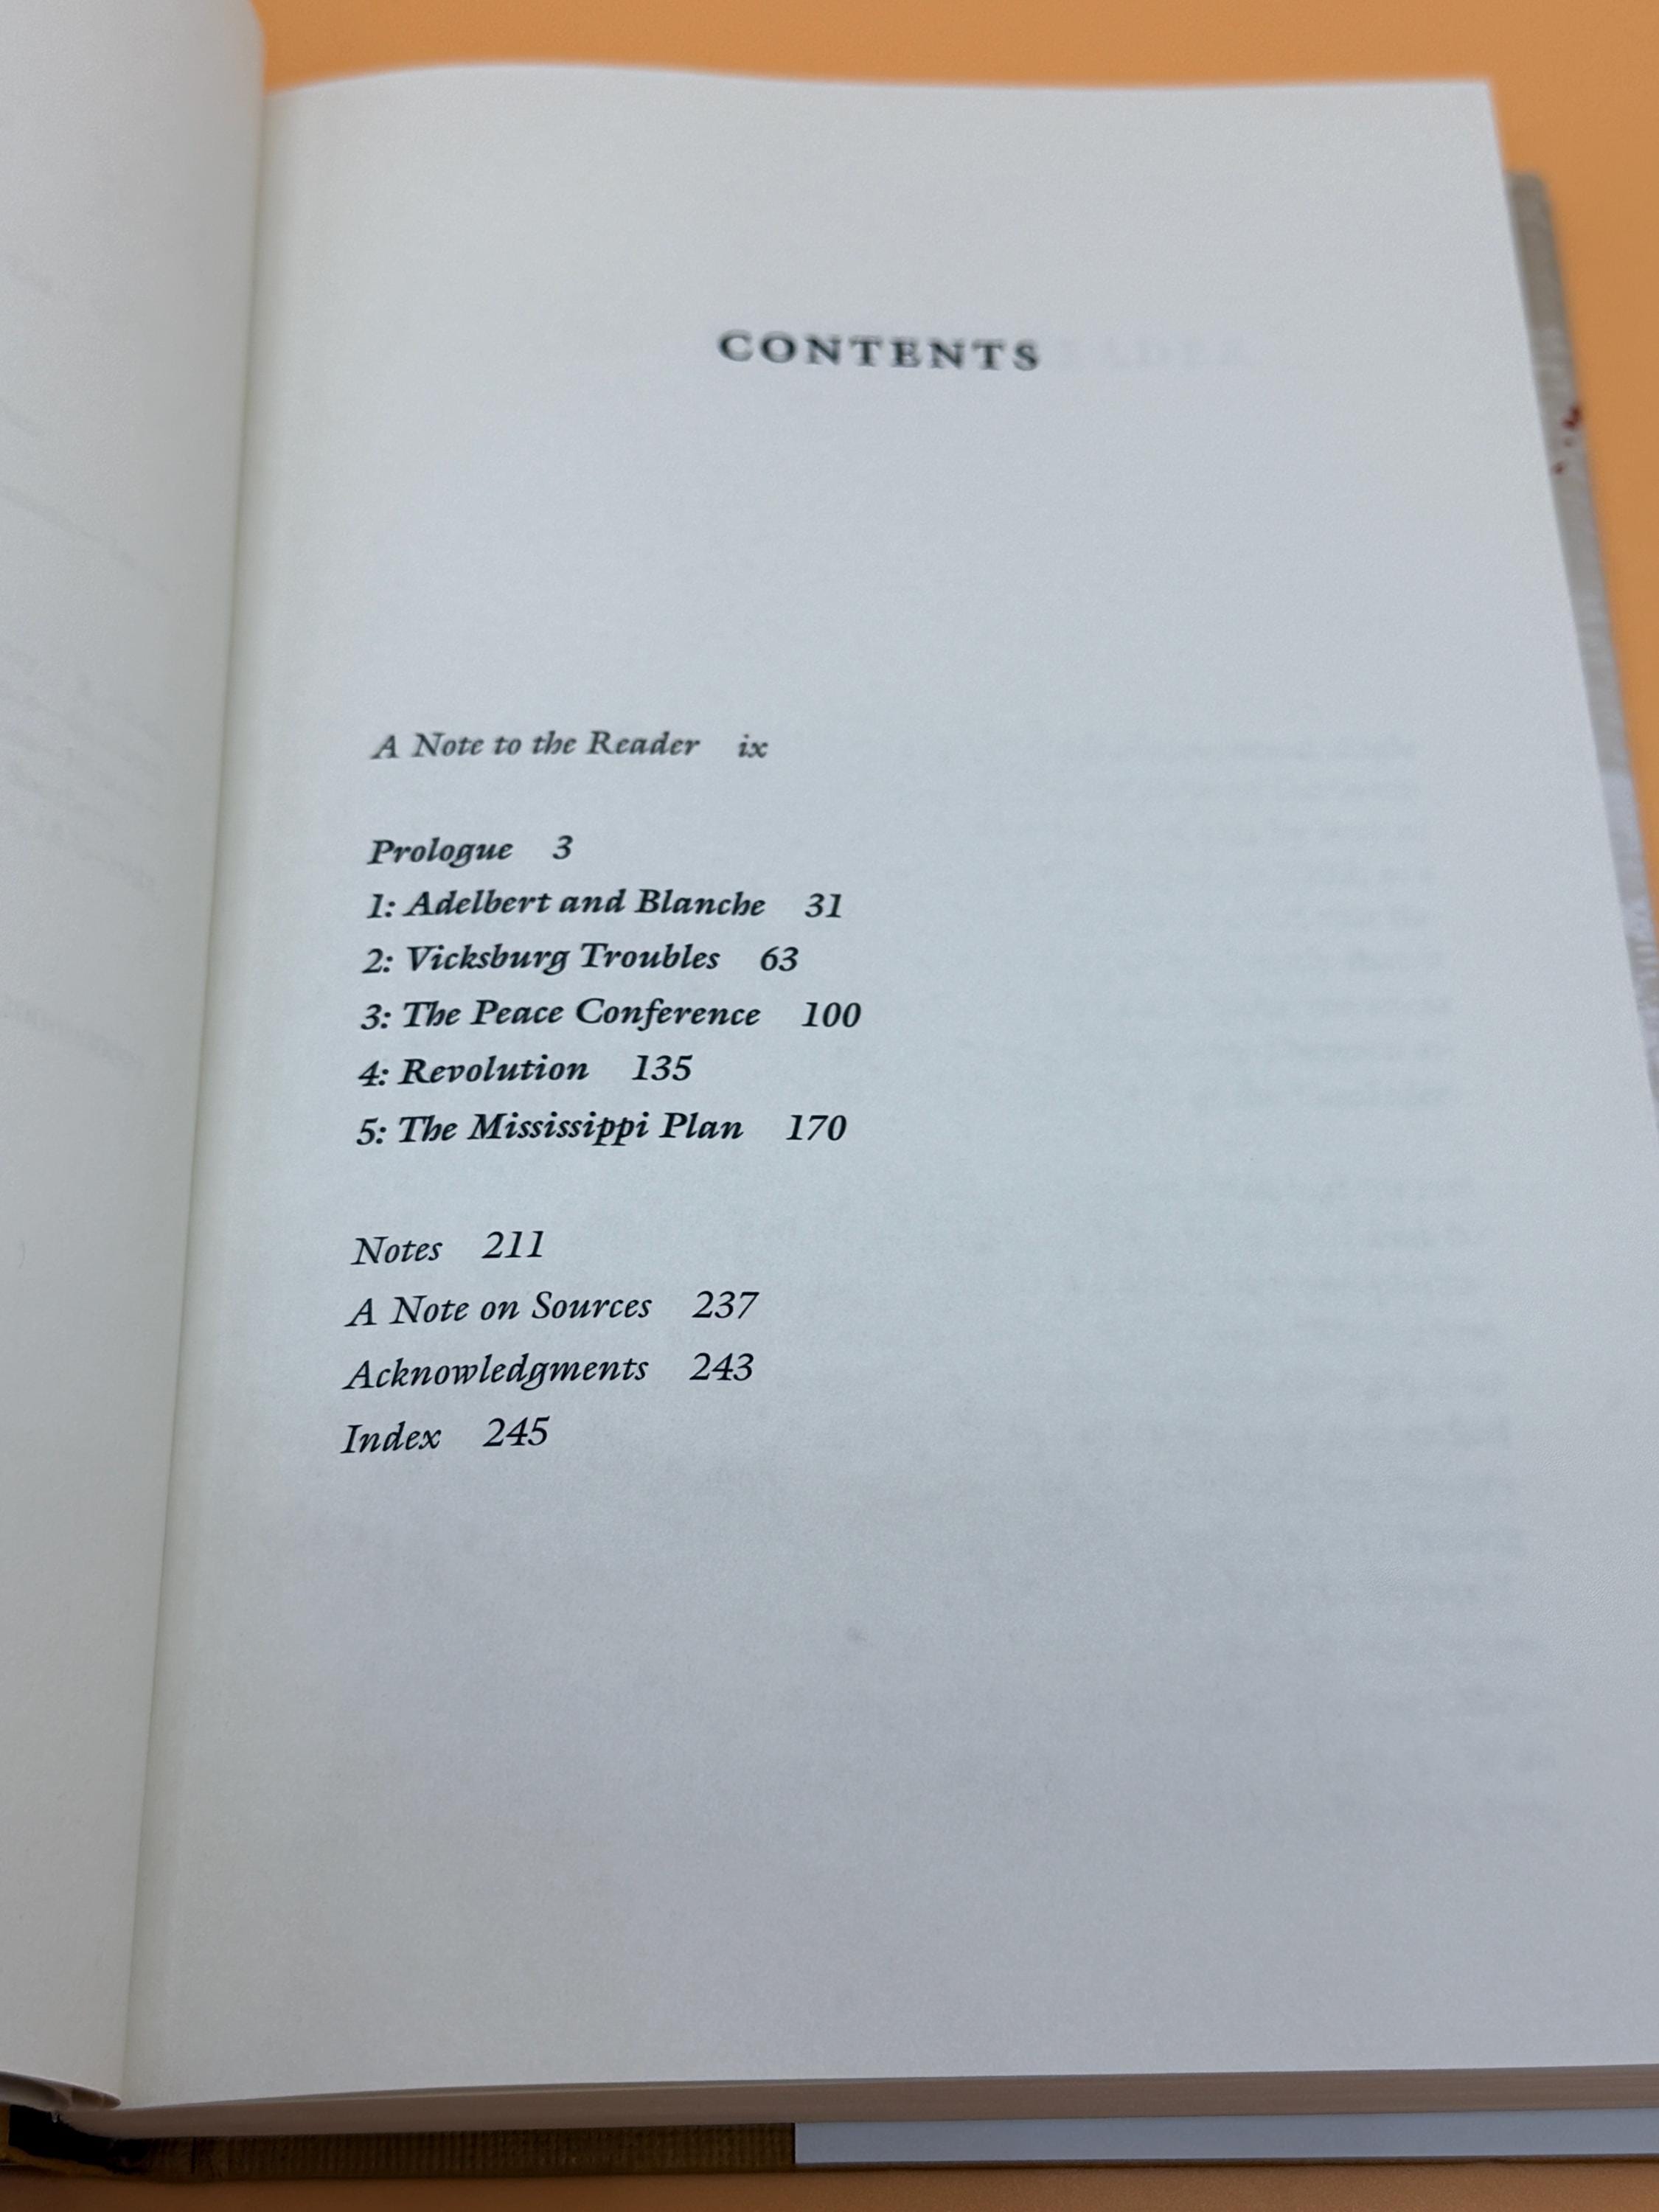 CONTENTS
A Note to the Reader ix
Prologue 3
1: Adelbert and Blanche 31
2: Vicksburg Troubles 63
3: The Peace Conference 100
4: Revolution 135
5: The Mississippi Plan 170
Notes 211
A Note on Sources 237
Acknowledgments 243
Index 245